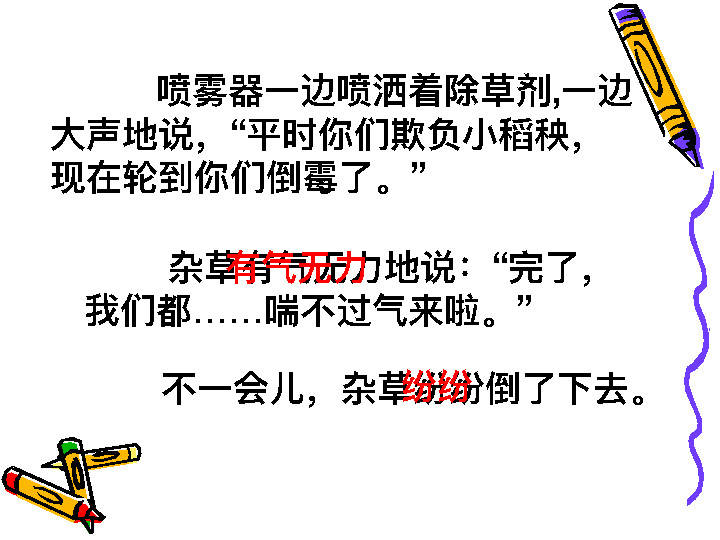 喷雾器一边喷洒着除草剂,一边
大声地说，“平时你们欺负小稻秧，
现在轮到你们倒霉了。”
杂草有气无力地说：“完了，
我们都……喘不过气来啦。”
不一会儿，杂草纷纷倒了下去。